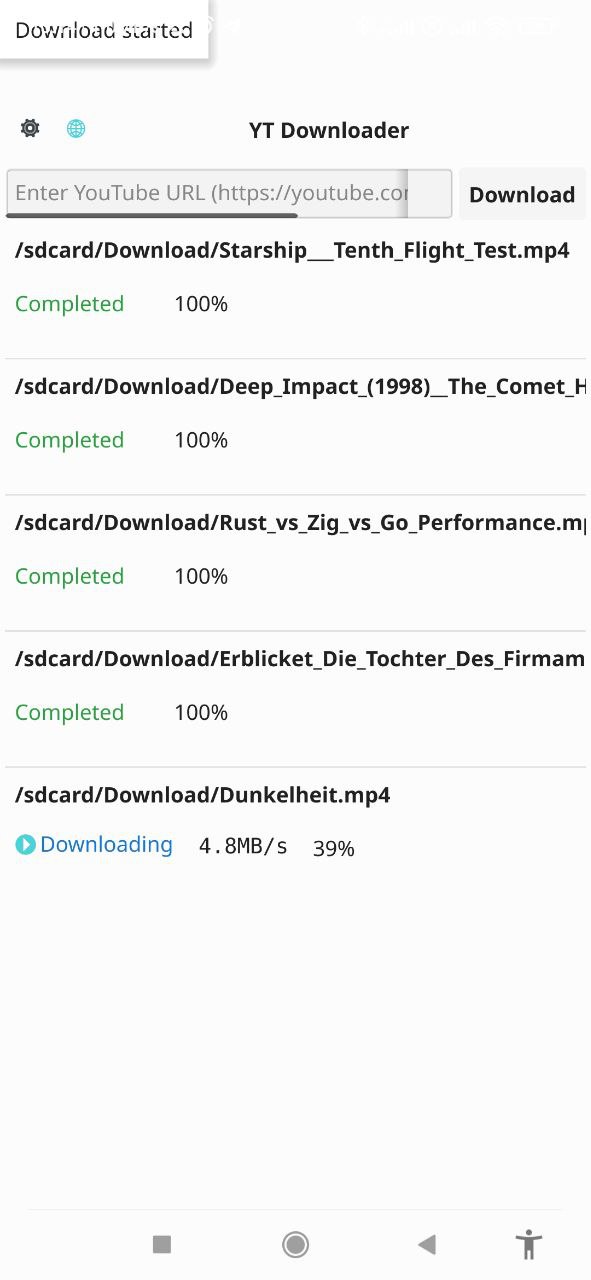 Download started
YT Downloader
Enter YouTube URL (https://youtube.co
Download
/sdcard/Download/Starship___Tenth_Flight_Test.mp4
Completed 100%
/sdcard/Download/Deep_Impact_(1998)__The_Comet_H
Completed 100%
/sdcard/Download/Rust_vs_Zig_vs_Go_Performance.mp
Completed 100%
/sdcard/Download/Erblicket_Die_Tochter_Des_Firmam
Completed 100%
/sdcard/Download/Dunkelheit.mp4
Downloading 4.8MB/s 39%